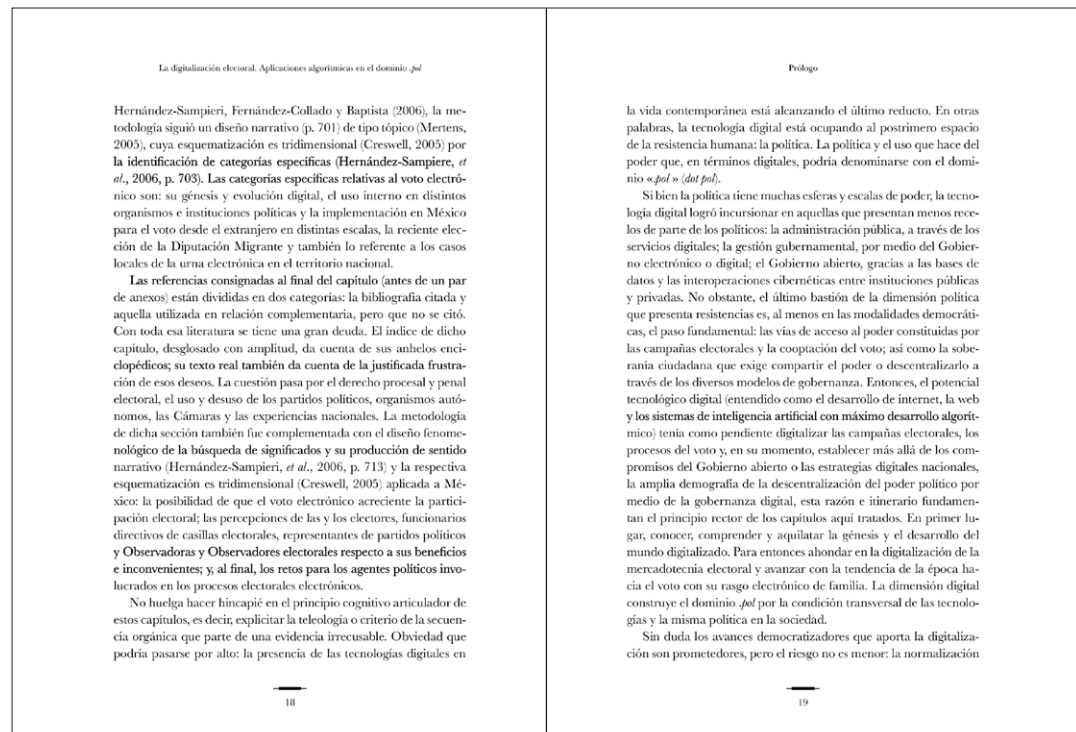 La digitalización electoral. Aplicaciones algorítmicas en el dominio .pol
Hernández-Sampieri, Fernández-Collado y Baptista (2006), la me-
todología siguió un diseño narrativo (p. 701) de tipo tópico (Mertens,
2005), cuya esquematización es tridimensional (Creswell, 2005) por
la identificación de categorías específicas (Hernández-Sampiere, et
al., 2006, p. 703). Las categorías específicas relativas al voto electró-
nico son: su génesis y evolución digital, el uso interno en distintos
organismos e instituciones políticas y la implementación en México
para el voto desde el extranjero en distintas escalas, la reciente elec-
ción de la Diputación Migrante y también lo referente a los casos
locales de la urna electrónica en el territorio nacional.
Las referencias consignadas al final del capítulo (antes de un par
de anexos) están divididas en dos categorías: la bibliografía citada y
aquella utilizada en relación complementaria, pero que no se citó.
Con toda esa literatura se tiene una gran deuda. El índice de dicho
capítulo, desglosado con amplitud, da cuenta de sus anhelos enci-
clopédicos; su texto real también da cuenta de la justificada frustra-
ción de esos deseos. La cuestión pasa por el derecho procesal y penal
electoral, el uso y desuso de los partidos políticos, organismos autó-
nomos, las Cámaras y las experiencias nacionales. La metodología
de dicha sección también fue complementada con el diseño fenome-
nológico de la búsqueda de significados y su producción de sentido
narrativo (Hernández-Sampieri, et al., 2006, p. 713) y la respectiva
esquematización es tridimensional (Creswell, 2005) aplicada a Mé-
xico: la posibilidad de que el voto electrónico acreciente la partici-
pación electoral; las percepciones de las y los electores, funcionarios
directivos de casillas electorales, representantes de partidos políticos
y Observadoras y Observadores electorales respecto a sus beneficios
e inconvenientes; y, al final, los retos para los agentes políticos invo-
lucrados en los procesos electorales electrónicos.
No huelga hacer hincapié en el principio cognitivo articulador de
estos capítulos, es decir, explicitar la teleología o criterio de la secuen-
cia orgánica que parte de una evidencia irrecusable. Obviedad que
podría pasarse por alto: la presencia de las tecnologías digitales en
18
Prólogo
la vida contemporánea está alcanzando el último reducto. En otras
palabras, la tecnología digital está ocupando al postrimero espacio
de la resistencia humana: la política. La política y el uso que hace del
poder que, en términos digitales, podría denominarse con el domi-
nio «.pol » (dot pol).
Si bien la política tiene muchas esferas y escalas de poder, la tecno-
logía digital logró incursionar en aquellas que presentan menos rece-
los de parte de los políticos: la administración pública, a través de los
servicios digitales; la gestión gubernamental, por medio del Gobier-
no electrónico o digital; el Gobierno abierto, gracias a las bases de
datos y las interoperaciones cibernéticas entre instituciones públicas
y privadas. No obstante, el último bastión de la dimensión política
que presenta resistencias es, al menos en las modalidades democráti-
cas, el paso fundamental: las vías de acceso al poder constituidas por
las campañas electorales y la cooptación del voto; así como la sobe-
ranía ciudadana que exige compartir el poder o descentralizarlo a
través de los diversos modelos de gobernanza. Entonces, el potencial
tecnológico digital (entendido como el desarrollo de internet, la web
y los sistemas de inteligencia artificial con máximo desarrollo algorít-
mico) tenía como pendiente digitalizar las campañas electorales, los
procesos del voto y, en su momento, establecer más allá de los com-
promisos del Gobierno abierto o las estrategias digitales nacionales,
la amplia demografía de la descentralización del poder político por
medio de la gobernanza digital, esta razón e itinerario fundamen-
tan el principio rector de los capítulos aquí tratados. En primer lu-
gar, conocer, comprender y aquilatar la génesis y el desarrollo del
mundo digitalizado. Para entonces ahondar en la digitalización de la
mercadotecnia electoral y avanzar con la tendencia de la época ha-
cia el voto con su rasgo electrónico de familia. La dimensión digital
construye el dominio .pol por la condición transversal de las tecnolo-
gías y la misma política en la sociedad.
Sin duda los avances democratizadores que aporta la digitaliza-
ción son prometedores, pero el riesgo no es menor: la normalización
19